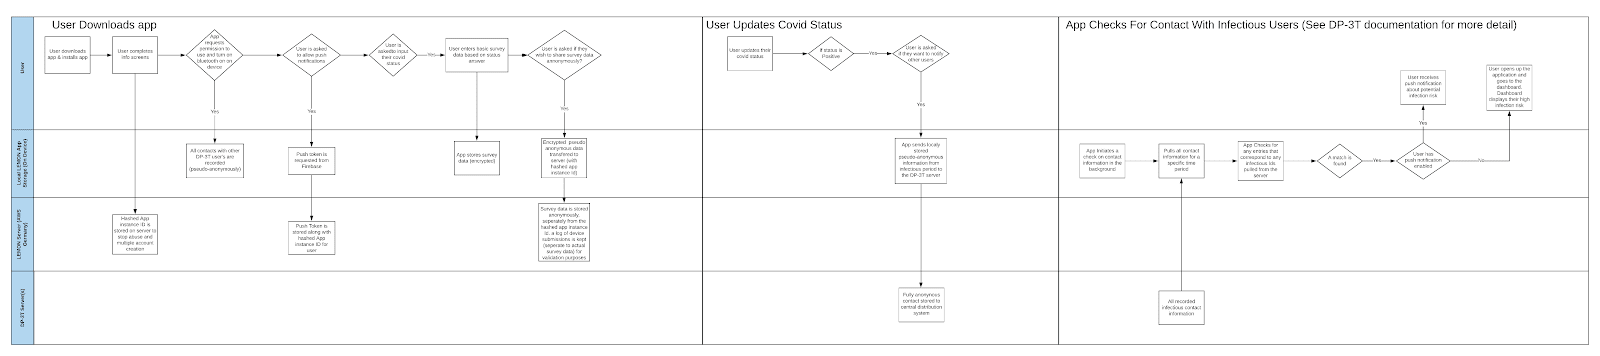 User Downloads app
User Updates Covid Status
App Checks For Contact With Infectious Users (See DP-3T documentation for more detail)
User
User downloads
app & installs app
User completes
info screens
App
requests
permission to
use and turn on
bluetooth on on
device
User is asked
to allow push
notifications
User is
askedto input
their covid
status
Yes
User enters basic survey
data based on status
answer
User is asked if they
wish to share survey data
annonymously?
Yes
Yes
Yes
User updates their
covid status
If status is
Positive
Yes
User is asked
if they want to notify
other users
Yes
User receives
push notification
about potential
infection risk
User opens up the
application and
goes to the
dashboard.
Dashboard
displays their high
infection risk
Yes
Local LEMON App
Storage (On Device)
All contacts with other
DP-3T users are
recorded
(pseudo-anonymously)
Push token is
requested from
Firebase
App stores survey
data (encrypted)
Encrypted pseudo
anonymous data
transfered to
server (with
hashed app
instance id)
App sends locally
stored
pseudo-anonymous
information from
infectious period to
the DP-3T server
App Initiates a
check on contact
information in the
background
Pulls all contact
information for a
specific time
period
App Checks for
any entries that
correspond to any
infectious ids
pulled from the
server
A match is
found
Yes
User has
push notification
enabled
No
LEMON Server (AWS
Germany)
Hashed App
instance ID is
stored on server to
stop abuse and
multiple account
creation
Push Token is
stored along with
hashed App
instance ID for
user
Survey data is stored
anonymously,
seperately from the
hashed app instance
id. a log of device
submissions is kept
(seperate to actual
survey data) for
validation purposes
DP-3T Server(s)
Fully anonymous
contact stored to
central distribution
system
All recorded
infectious contact
information